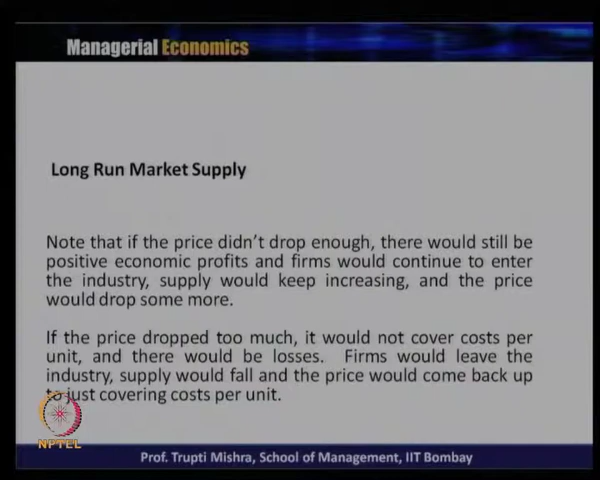 Managerial Economics
Long Run Market Supply
Note that if the price didn't drop enough, there would still be
positive economic profits and firms would continue to enter
the industry, supply would keep increasing, and the price
would drop some more.
If the price dropped too much, it would not cover costs per
unit, and there would be losses. Firms would leave the
industry, supply would fall and the price would come back up
to just covering costs per unit.
NPTEL
Prof. Trupti Mishra, School of Management, IIT Bombay